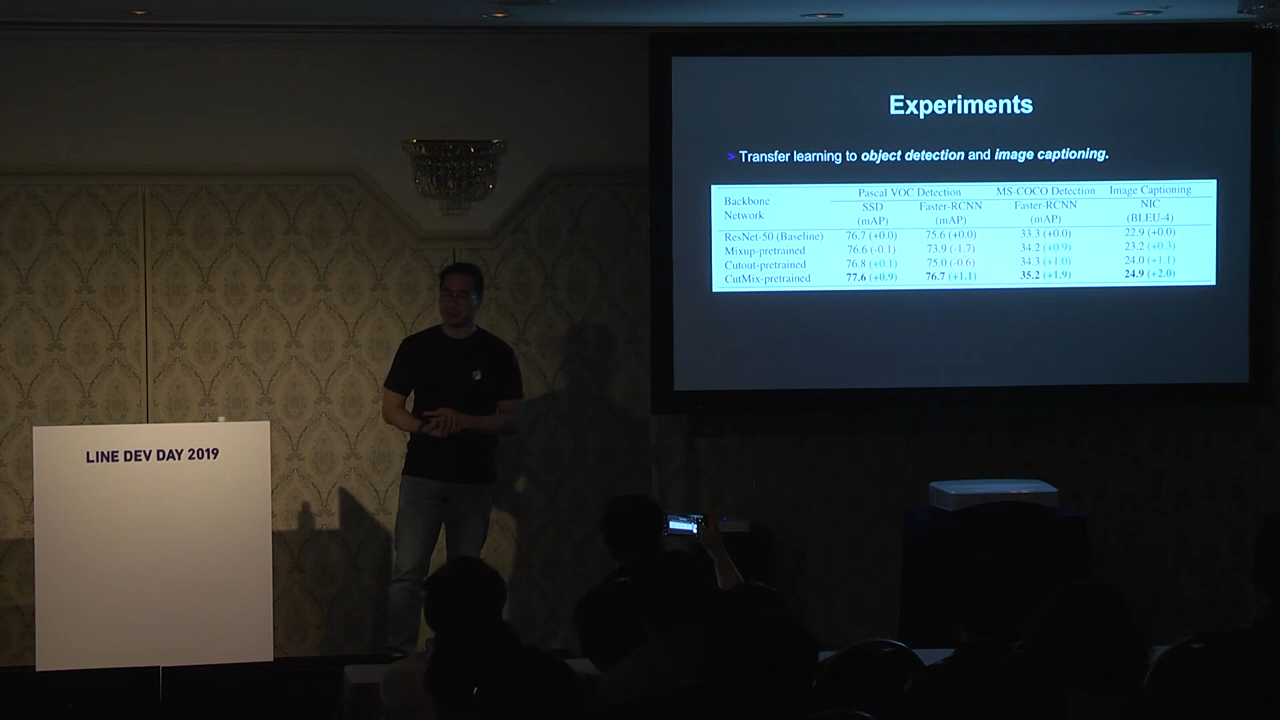 Experiments
> Transfer learning to object detection and image captioning.
Backbone Network Pascal VOC Detection MS-COCO Detection Image Captioning
SSD (mAP) Faster-RCNN (mAP) Faster-RCNN (mAP) NIC (BLEU-4)
ResNet-50 (Baseline) 76.7 (+0.0) 75.6 (+0.0) 33.3 (+0.0) 22.9 (+0.0)
Mixup-pretrained 76.6 (-0.1) 73.9 (-1.7) 34.2 (+0.9) 23.2 (+0.3)
Cutout-pretrained 76.8 (+0.1) 75.0 (-0.6) 34.3 (+1.0) 24.0 (+1.1)
CutMix-pretrained 77.6 (+0.9) 76.7 (+1.1) 35.2 (+1.9) 24.9 (+2.0)
LINE DEV DAY 2019